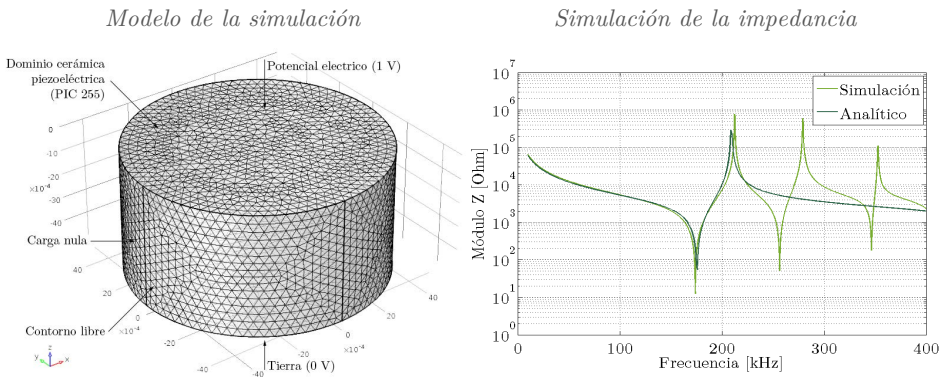 Modelo de la simulación
Dominio cerámica
piezoeléctrica
(PIC 255)
Potencial electrico (1 V)
0
-10
-20
×10⁻⁴
-30
-40
Carga nula
40
20
Contorno libre
0
×10⁻⁴
-20
-40
40
20
0
×10⁻⁴
-20
-40
Tierra (0 V)
z
y
x
Simulación de la impedancia
Simulación
Analítico
Módulo Z [Ohm]
10⁷
10⁶
10⁵
10⁴
10³
10²
10¹
10⁰
0
100
200
300
400
Frecuencia [kHz]